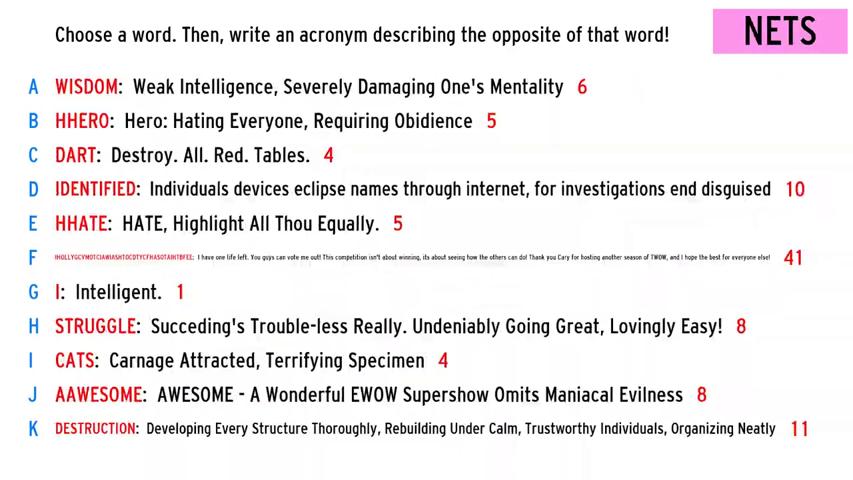 Choose a word. Then, write an acronym describing the opposite of that word!
NETS
A WISDOM: Weak Intelligence, Severely Damaging One's Mentality 6
B HHERO: Hero: Hating Everyone, Requiring Obidience 5
C DART: Destroy. All. Red. Tables. 4
D IDENTIFIED: Individuals devices eclipse names through internet, for investigations end disguised 10
E HHATE: HATE, Highlight All Thou Equally. 5
F I have one life left. You guys can vote me out! This competition isn't about winning, its about seeing how the others can do! Thank you Cary for hosting another season of TWOW, and I hope the best for everyone else! 41
G I: Intelligent. 1
H STRUGGLE: Succeding's Trouble-less Really. Undeniably Going Great, Lovingly Easy! 8
I CATS: Carnage Attracted, Terrifying Specimen 4
J AAWESOME: AWESOME - A Wonderful EWOW Supershow Omits Maniacal Evilness 8
K DESTRUCTION: Developing Every Structure Thoroughly, Rebuilding Under Calm, Trustworthy Individuals, Organizing Neatly 11